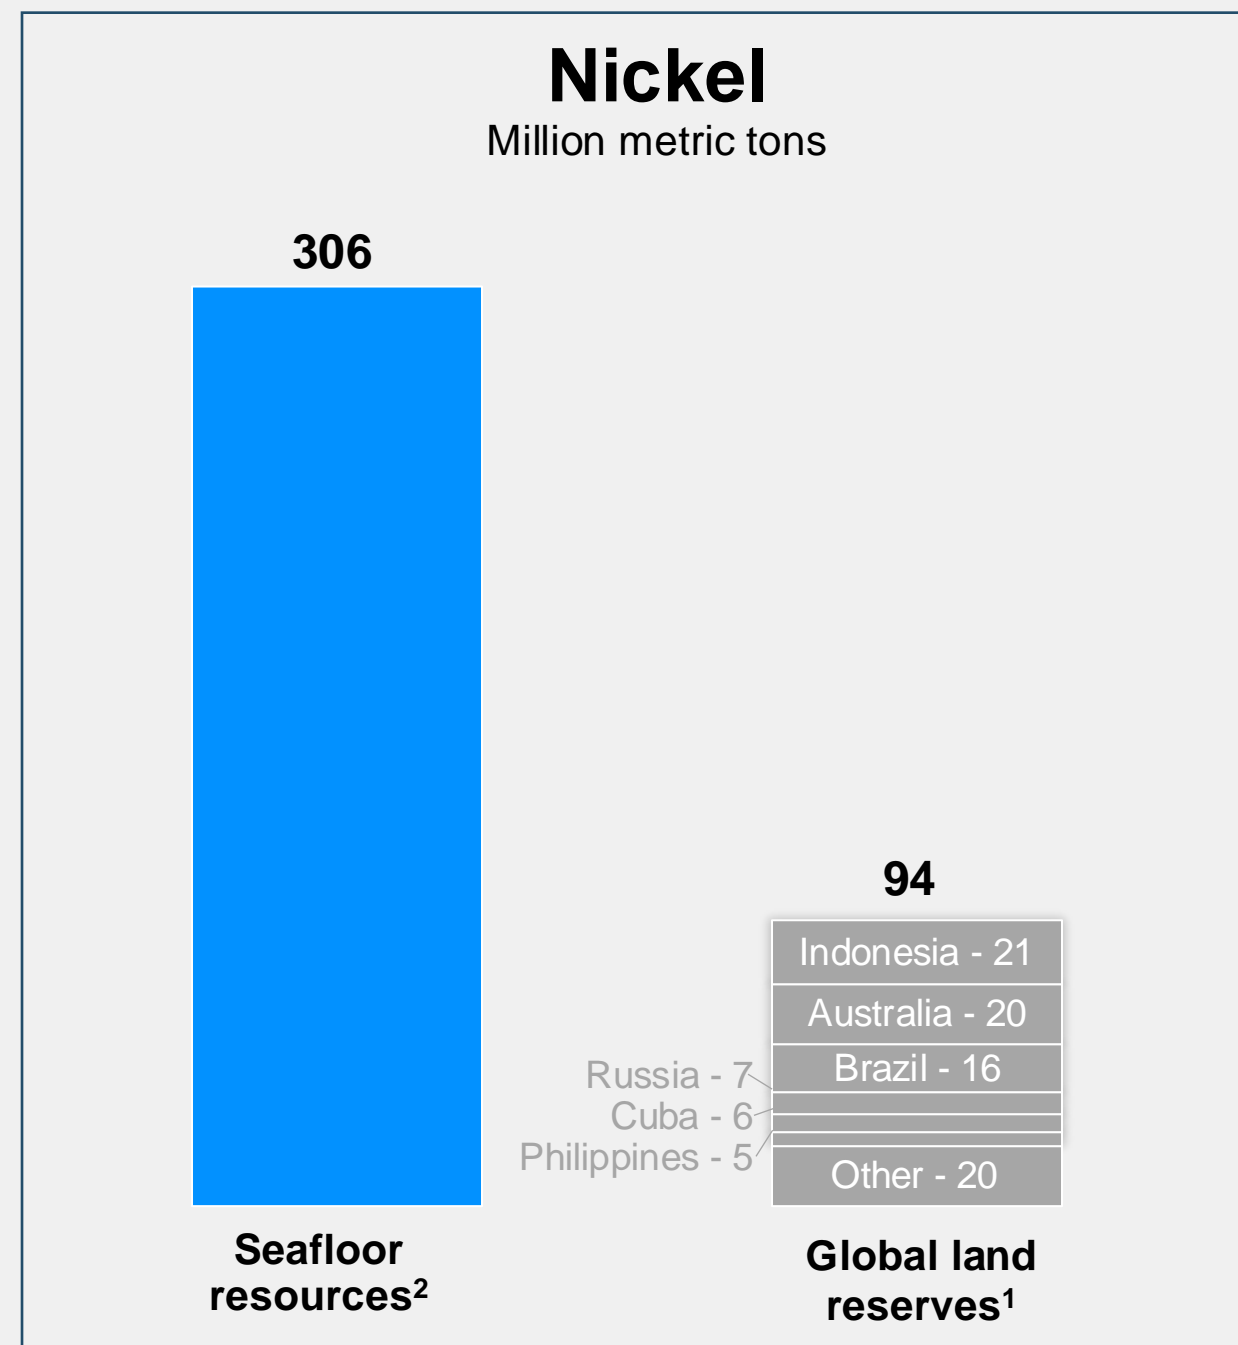 Nickel
Million metric tons
306
94
Indonesia - 21
Australia - 20
Brazil - 16
Russia - 7
Cuba - 6
Philippines - 5
Other - 20
Seafloor
resources²
Global land
reserves¹